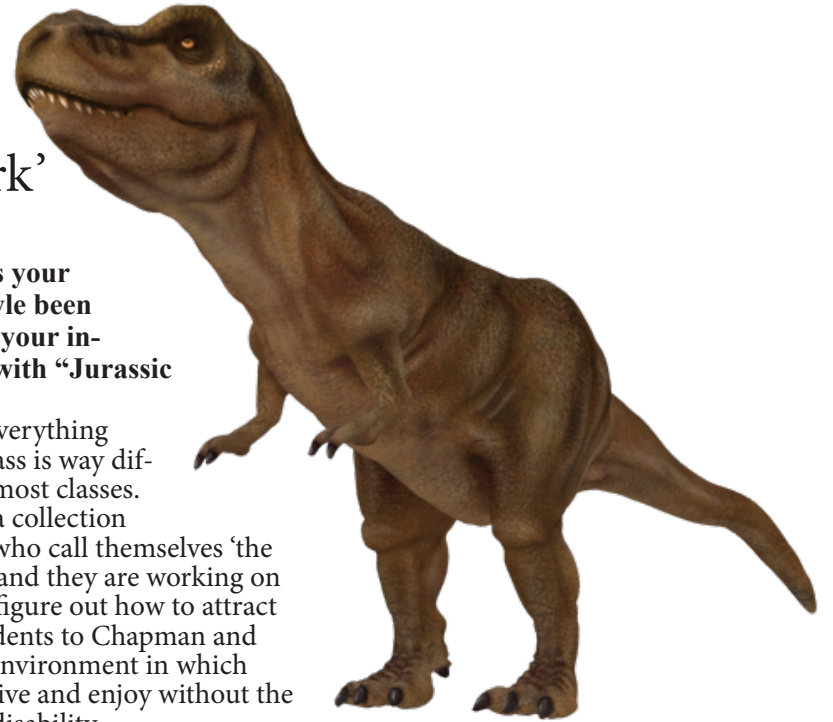 rk’
s your
yle been
your in-
with “Jurassic
verything
ass is way dif-
most classes.
a collection
who call themselves ‘the
and they are working on
figure out how to attract
dents to Chapman and
nvironment in which
ive and enjoy without the
disability